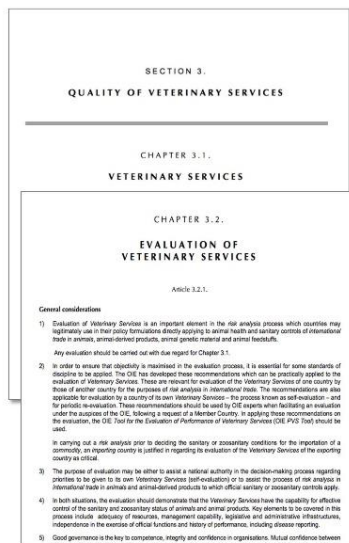 SECTION 3.
QUALITY OF VETERINARY SERVICES
CHAPTER 3.1.
VETERINARY SERVICES
CHAPTER 3.2.
EVALUATION OF
VETERINARY SERVICES
Article 3.2.1.
General considerations
1) Evaluation of Veterinary Services is an important element in the risk analysis process which countries may
legitimately use in their policy formulations directly applying to animal health and sanitary controls of international
trade in animals, animal-derived products, animal genetic material and animal feedstuffs.
Any evaluation should be carried out with due regard for Chapter 3.1.
2) In order to ensure that objectivity is maximised in the evaluation process, it is essential for some standards of
discipline to be applied. The OIE has developed these recommendations which can be practically applied to the
evaluation of Veterinary Services. These are relevant for evaluation of the Veterinary Services of one country by
those of another country for the purposes of risk analysis in international trade. The recommendations are also
applicable for evaluation by a country of its own Veterinary Services – the process known as self-evaluation – and
for periodic re-evaluation. These recommendations should be used by OIE experts when facilitating an evaluation
under the auspices of the OIE, following a request of a Member Country. In applying these recommendations on
the evaluation, the OIE Tool for the Evaluation of Performance of Veterinary Services (OIE PVS Tool) should be
used.
In carrying out a risk analysis prior to deciding the sanitary or zoosanitary conditions for the importation of a
commodity, an importing country is justified in regarding its evaluation of the Veterinary Services of the exporting
country as critical.
3) The purpose of evaluation may be either to assist a national authority in the decision-making process regarding
priorities to be given to its own Veterinary Services (self-evaluation) or to assist the process of risk analysis in
international trade in animals and animal-derived products to which official sanitary or zoosanitary controls apply.
4) In both situations, the evaluation should demonstrate that the Veterinary Services have the capability for effective
control of the sanitary and zoosanitary status of animals and animal products. Key elements to be covered in this
process include adequacy of resources, management capability, legislative and administrative infrastructures,
independence in the exercise of official functions and history of performance, including disease reporting.
5) Good governance is the key to competence, integrity and confidence in organisations. Mutual confidence between